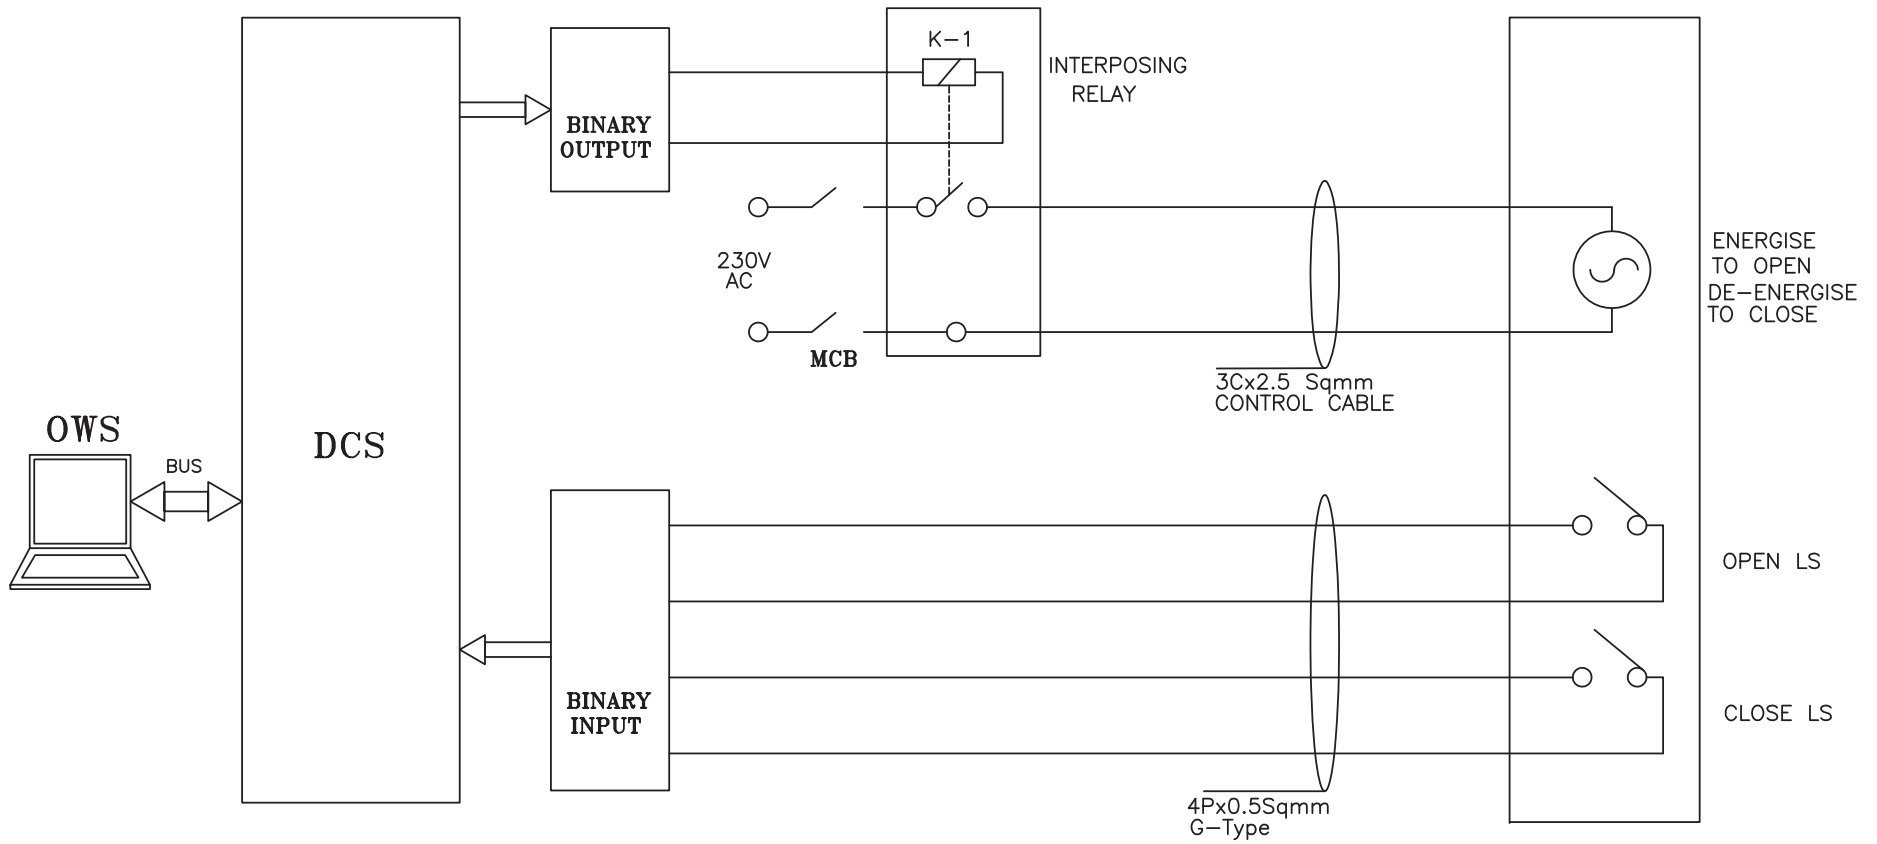 K-1
INTERPOSING
RELAY
BINARY
OUTPUT
230V
AC
MCB
ENERGISE
TO OPEN
DE-ENERGISE
TO CLOSE
3Cx2.5 Sqmm
CONTROL CABLE
OWS
BUS
DCS
OPEN LS
BINARY
INPUT
CLOSE LS
4Px0.5Sqmm
G-Type